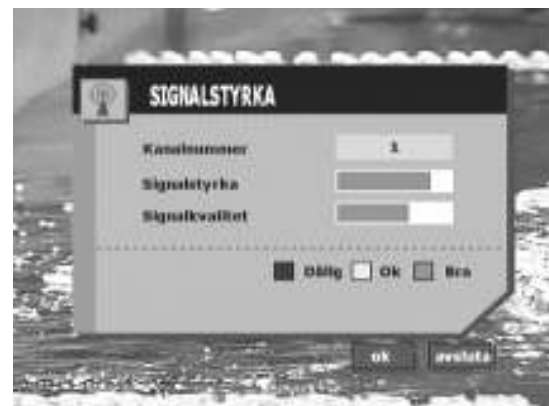 SIGNALSTYRKA
Kanalnummer 1
Signalstyrka
Signalkvalitet
Dålig Ok Bra
ok avsluta